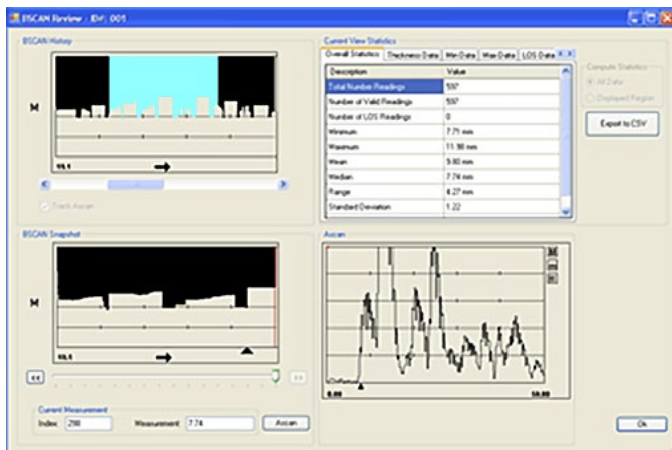 BSCAN Review - ID#: 001
BSCAN History
M
Track Ascan
BSCAN Snapshot
M
<<
>>
Current Measurement
Index 298 Measurement 7.74 Ascan
Current View Statistics
Overall Statistics Thickness Data Min Data Max Data LOS Data
Description Value
Total Number Readings 597
Number of Valid Readings 597
Number of LOS Readings 0
Minimum 7.71 mm
Maximum 11.98 mm
Mean
Median 7.74 mm
Range 4.27 mm
Standard Deviation 1.22
Compute Statistics
All Data
Displayed Region
Export to CSV
Ascan
0.00 50.00
Ok